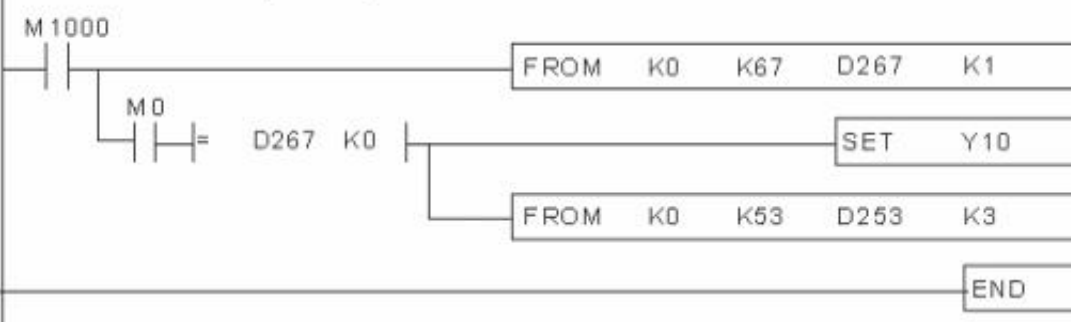 M1000
FROM K0 K67 D267 K1
M0
= D267 K0
SET Y10
FROM K0 K53 D253 K3
END